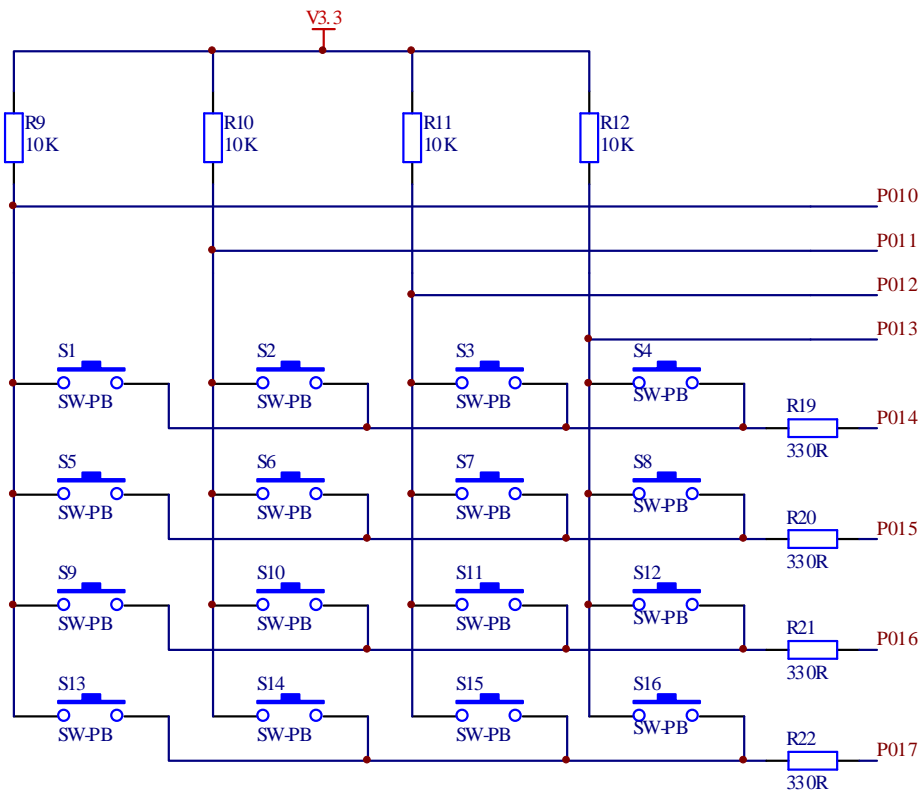 V3.3
R9
10K
R10
10K
R11
10K
R12
10K
P010
P011
P012
P013
S1
SW-PB
S2
SW-PB
S3
SW-PB
S4
SW-PB
R19
330R
P014
S5
SW-PB
S6
SW-PB
S7
SW-PB
S8
SW-PB
R20
330R
P015
S9
SW-PB
S10
SW-PB
S11
SW-PB
S12
SW-PB
R21
330R
P016
S13
SW-PB
S14
SW-PB
S15
SW-PB
S16
SW-PB
R22
330R
P017